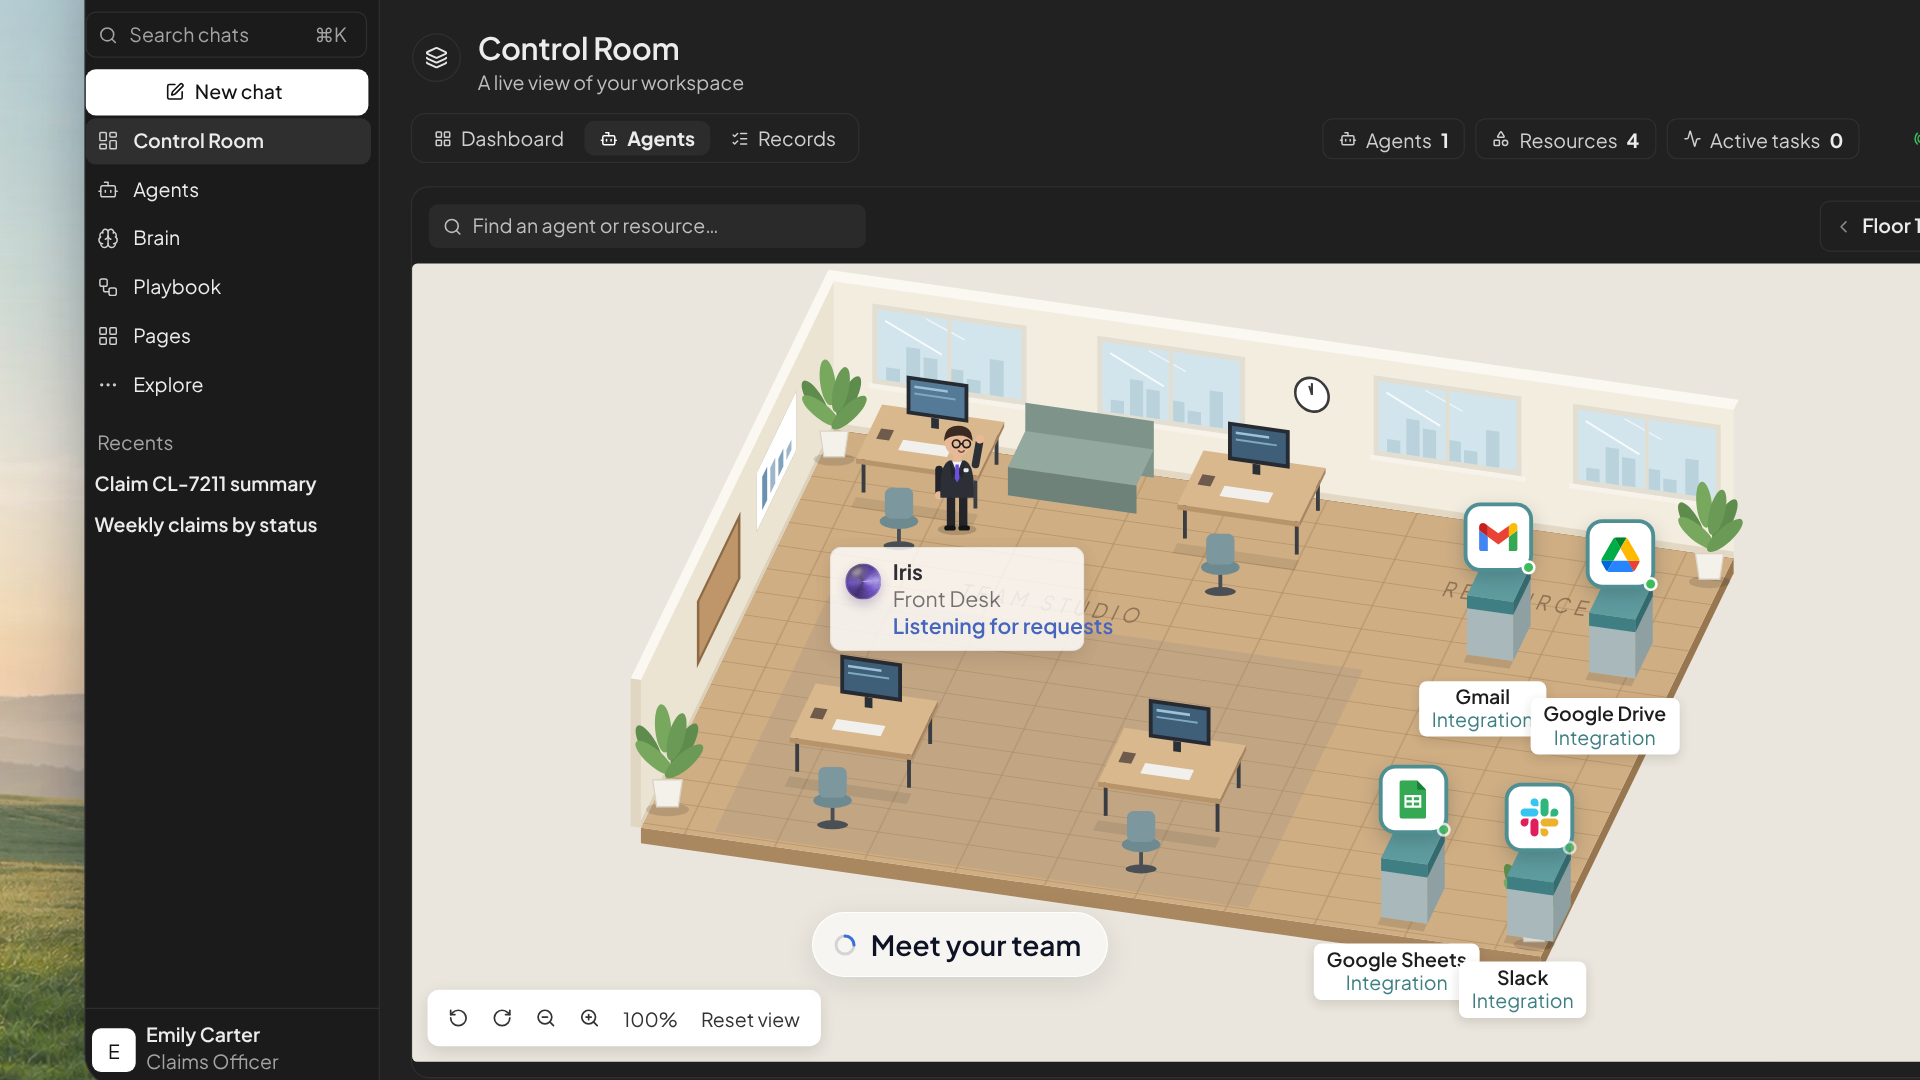 Search chats ⌘K
New chat
Control Room
Agents
Brain
Playbook
Pages
Explore
Recents
Claim CL-7211 summary
Weekly claims by status
E
Emily Carter
Claims Officer
Control Room
A live view of your workspace
Dashboard
Agents
Records
Agents 1
Resources 4
Active tasks 0
Find an agent or resource...
Floor 1
Iris
Front Desk
Listening for requests
STUDIO
Gmail
Integration
Google Drive
Integration
Google Sheets
Integration
Slack
Integration
Meet your team
100%
Reset view